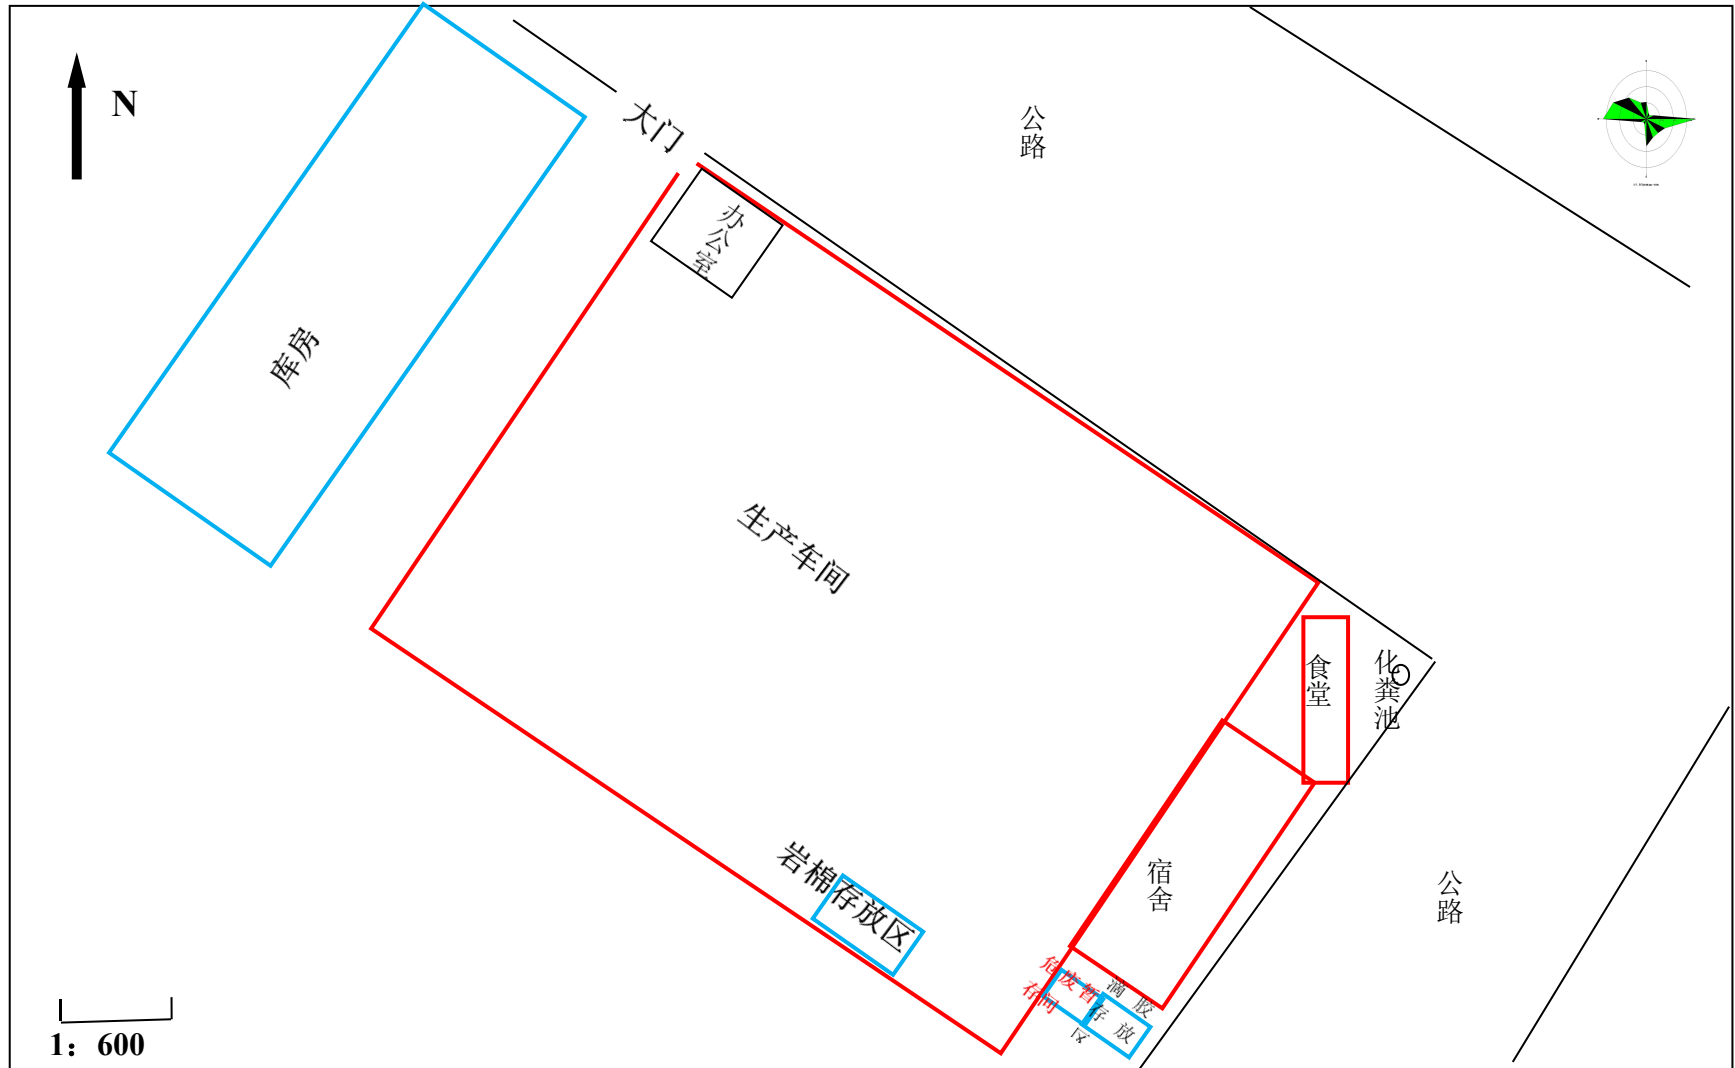 N
大门
公路
办公室
库房
生产车间
食堂
化粪池
岩棉存放区
宿舍
公路
危废暂存间
滴胶存放区
1：600